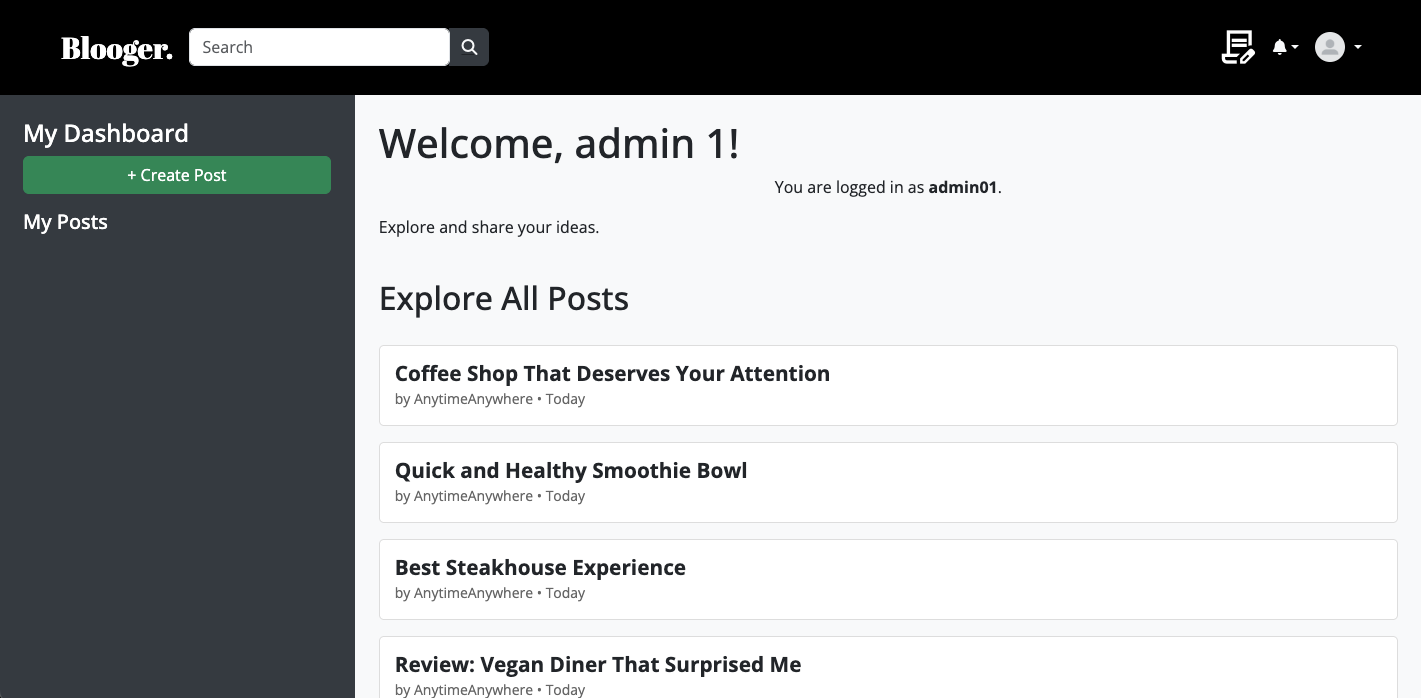 Blooger.
Search
My Dashboard
+ Create Post
My Posts
Welcome, admin 1!
You are logged in as admin01.
Explore and share your ideas.
Explore All Posts
Coffee Shop That Deserves Your Attention
by AnytimeAnywhere • Today
Quick and Healthy Smoothie Bowl
by AnytimeAnywhere • Today
Best Steakhouse Experience
by AnytimeAnywhere • Today
Review: Vegan Diner That Surprised Me
by AnytimeAnywhere • Today